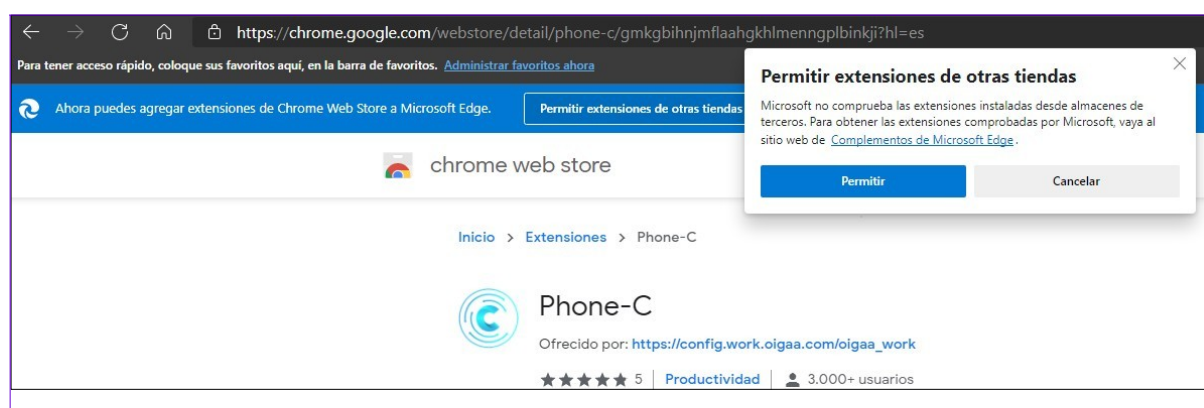 https://chrome.google.com/webstore/detail/phone-c/gmkgbihnjmflaahgkhlmenngplbinkji?hl=es
Para tener acceso rápido, coloque sus favoritos aquí, en la barra de favoritos. Administrar favoritos ahora
Ahora puedes agregar extensiones de Chrome Web Store a Microsoft Edge. Permitir extensiones de otras tiendas
Permitir extensiones de otras tiendas
Microsoft no comprueba las extensiones instaladas desde almacenes de
terceros. Para obtener las extensiones comprobadas por Microsoft, vaya al
sitio web de Complementos de Microsoft Edge.
Permitir Cancelar
chrome web store
Inicio > Extensiones > Phone-C
Phone-C
Ofrecido por: https://config.work.oigaa.com/oigaa_work
5 Productividad 3.000+ usuarios